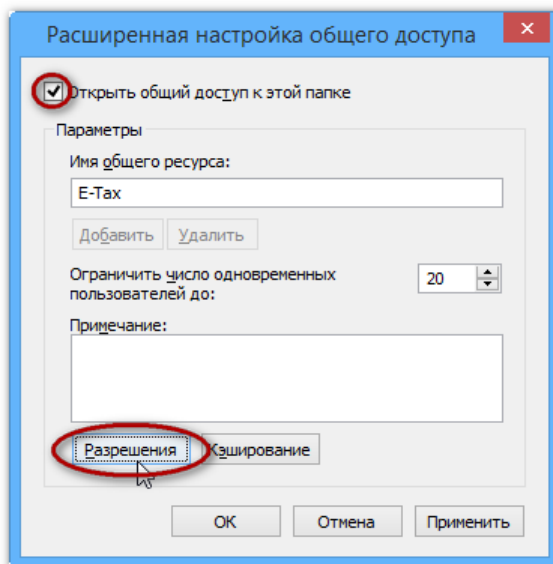 Расширенная настройка общего доступа
Открыть общий доступ к этой папке
Параметры
Имя общего ресурса:
E-Tax
Добавить Удалить
Ограничить число одновременных 20
пользователей до:
Примечание:
Разрешения Кэширование
OK Отмена Применить